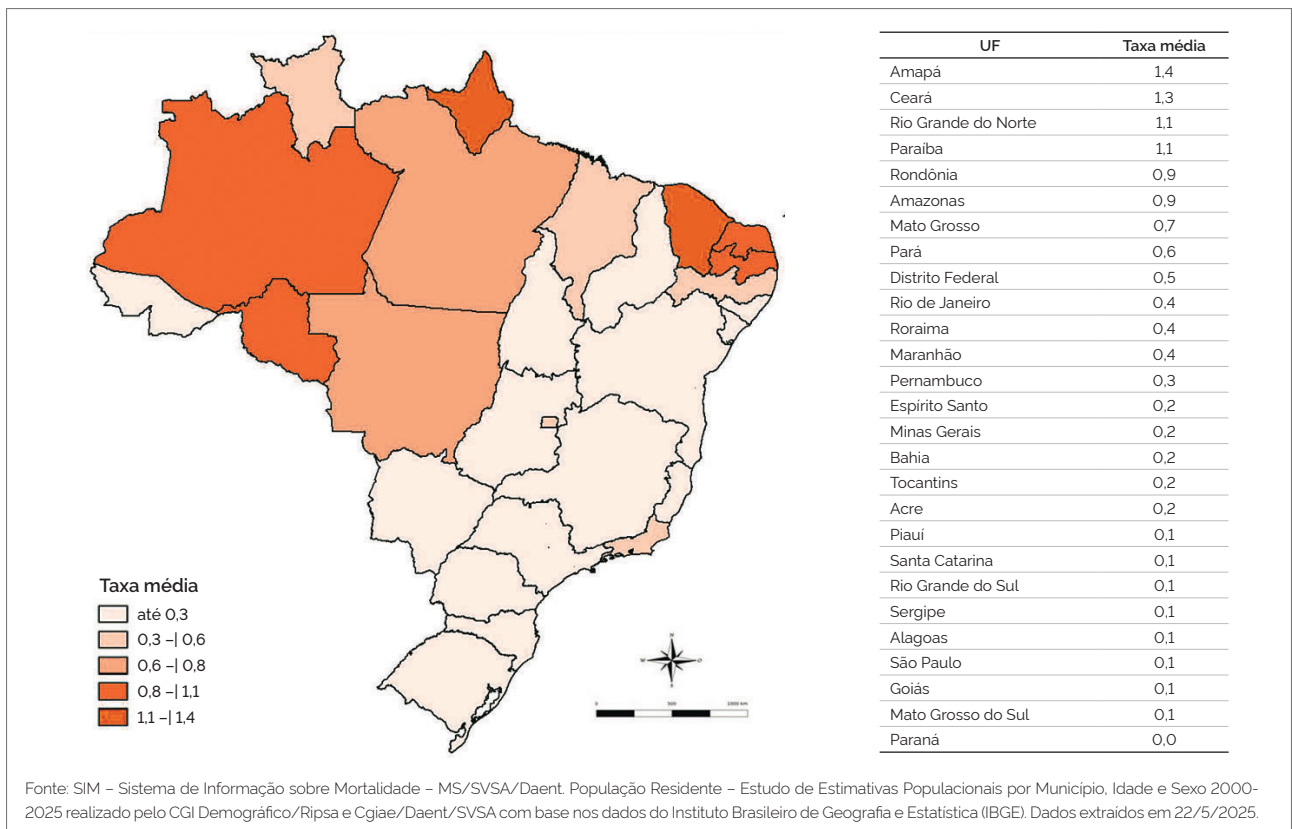 UF Taxa média
Amapá 1,4
Ceará 1,3
Rio Grande do Norte 1,1
Paraíba 1,1
Rondônia 0,9
Amazonas 0,9
Mato Grosso 0,7
Pará 0,6
Distrito Federal 0,5
Rio de Janeiro 0,4
Roraima 0,4
Maranhão 0,4
Pernambuco 0,3
Espírito Santo 0,2
Minas Gerais 0,2
Bahia 0,2
Tocantins 0,2
Acre 0,2
Piauí 0,1
Santa Catarina 0,1
Rio Grande do Sul 0,1
Sergipe 0,1
Alagoas 0,1
São Paulo 0,1
Goiás 0,1
Mato Grosso do Sul 0,1
Paraná 0,0
Taxa média
até 0,3
0,3 –| 0,6
0,6 –| 0,8
0,8 –| 1,1
1,1 –| 1,4
0 500 1000 km
Fonte: SIM – Sistema de Informação sobre Mortalidade – MS/SVSA/Daent. População Residente – Estudo de Estimativas Populacionais por Município, Idade e Sexo 2000-
2025 realizado pelo CGI Demográfico/Ripsa e Cgiae/Daent/SVSA com base nos dados do Instituto Brasileiro de Geografia e Estatística (IBGE). Dados extraídos em 22/5/2025.